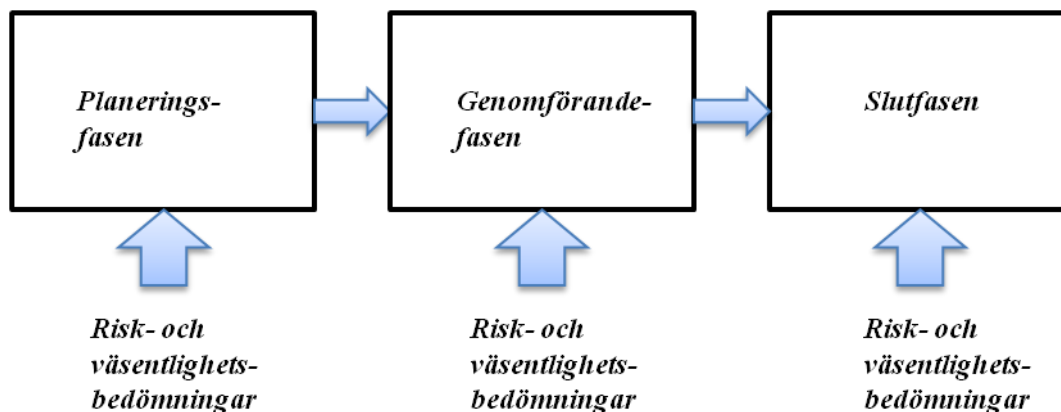 Planerings-
fasen
Genomförande-
fasen
Slutfasen
Risk- och
väsentlighets-
bedömningar
Risk- och
väsentlighets-
bedömningar
Risk- och
väsentlighets-
bedömningar